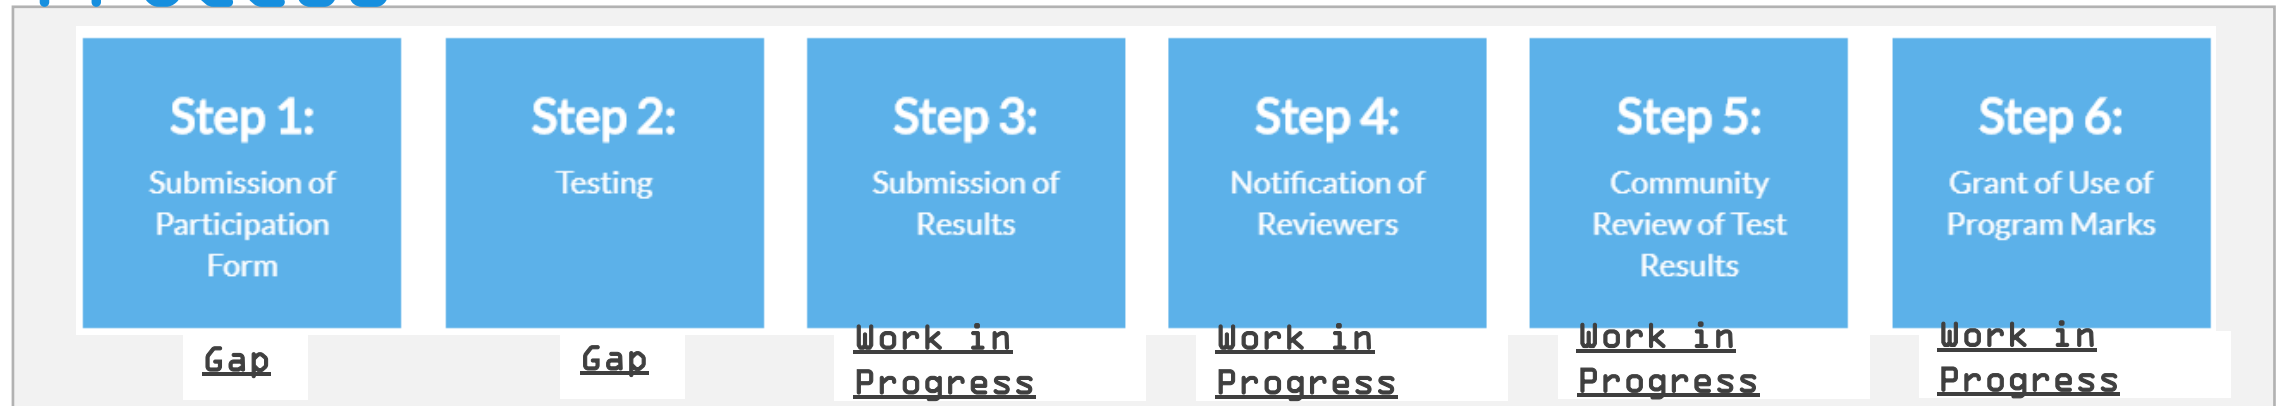 Step 1:
Submission of
Participation
Form
Gap
Step 2:
Testing
Gap
Step 3:
Submission of
Results
Work in
Progress
Step 4:
Notification of
Reviewers
Work in
Progress
Step 5:
Community
Review of Test
Results
Work in
Progress
Step 6:
Grant of Use of
Program Marks
Work in
Progress